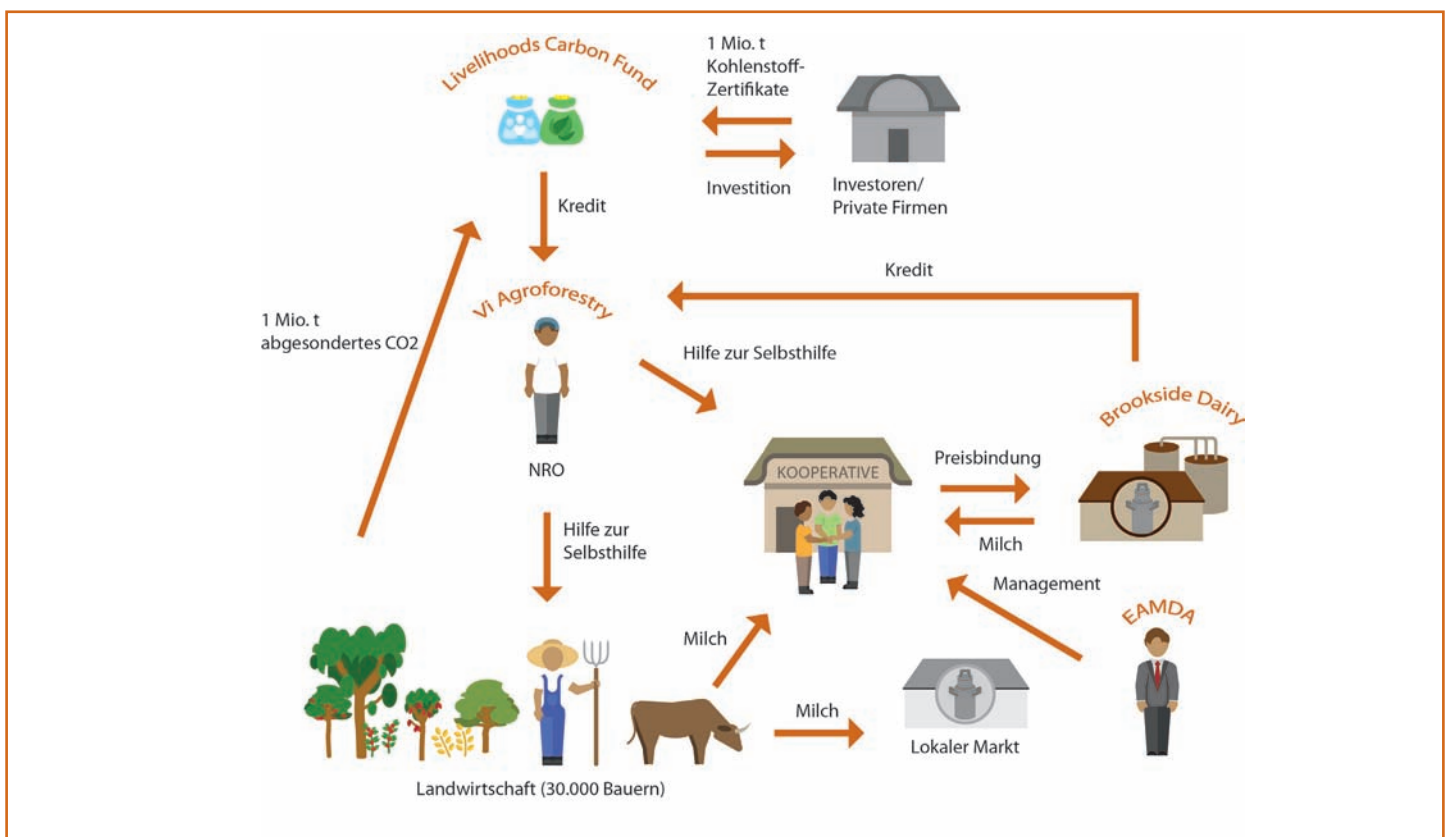 Livelihoods Carbon Fund
1 Mio. t
Kohlenstoff-
Zertifikate
Investition
Investoren/
Private Firmen
Kredit
Kredit
Vi Agroforestry
1 Mio. t
abgesondertes CO2
Hilfe zur Selbsthilfe
NRO
Brookside Dairy
KOOPERATIVE
Preisbindung
Milch
Hilfe zur
Selbsthilfe
Management
EAMDA
Milch
Milch
Lokaler Markt
Landwirtschaft (30.000 Bauern)